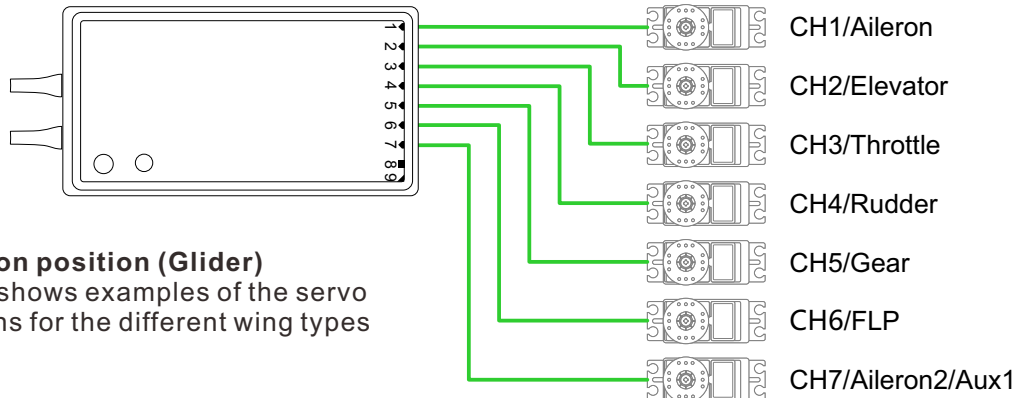 1
2
3
4
5
6
7
8
9
CH1/Aileron
CH2/Elevator
CH3/Throttle
CH4/Rudder
CH5/Gear
CH6/FLP
CH7/Aileron2/Aux1
on position (Glider)
shows examples of the servo
ns for the different wing types